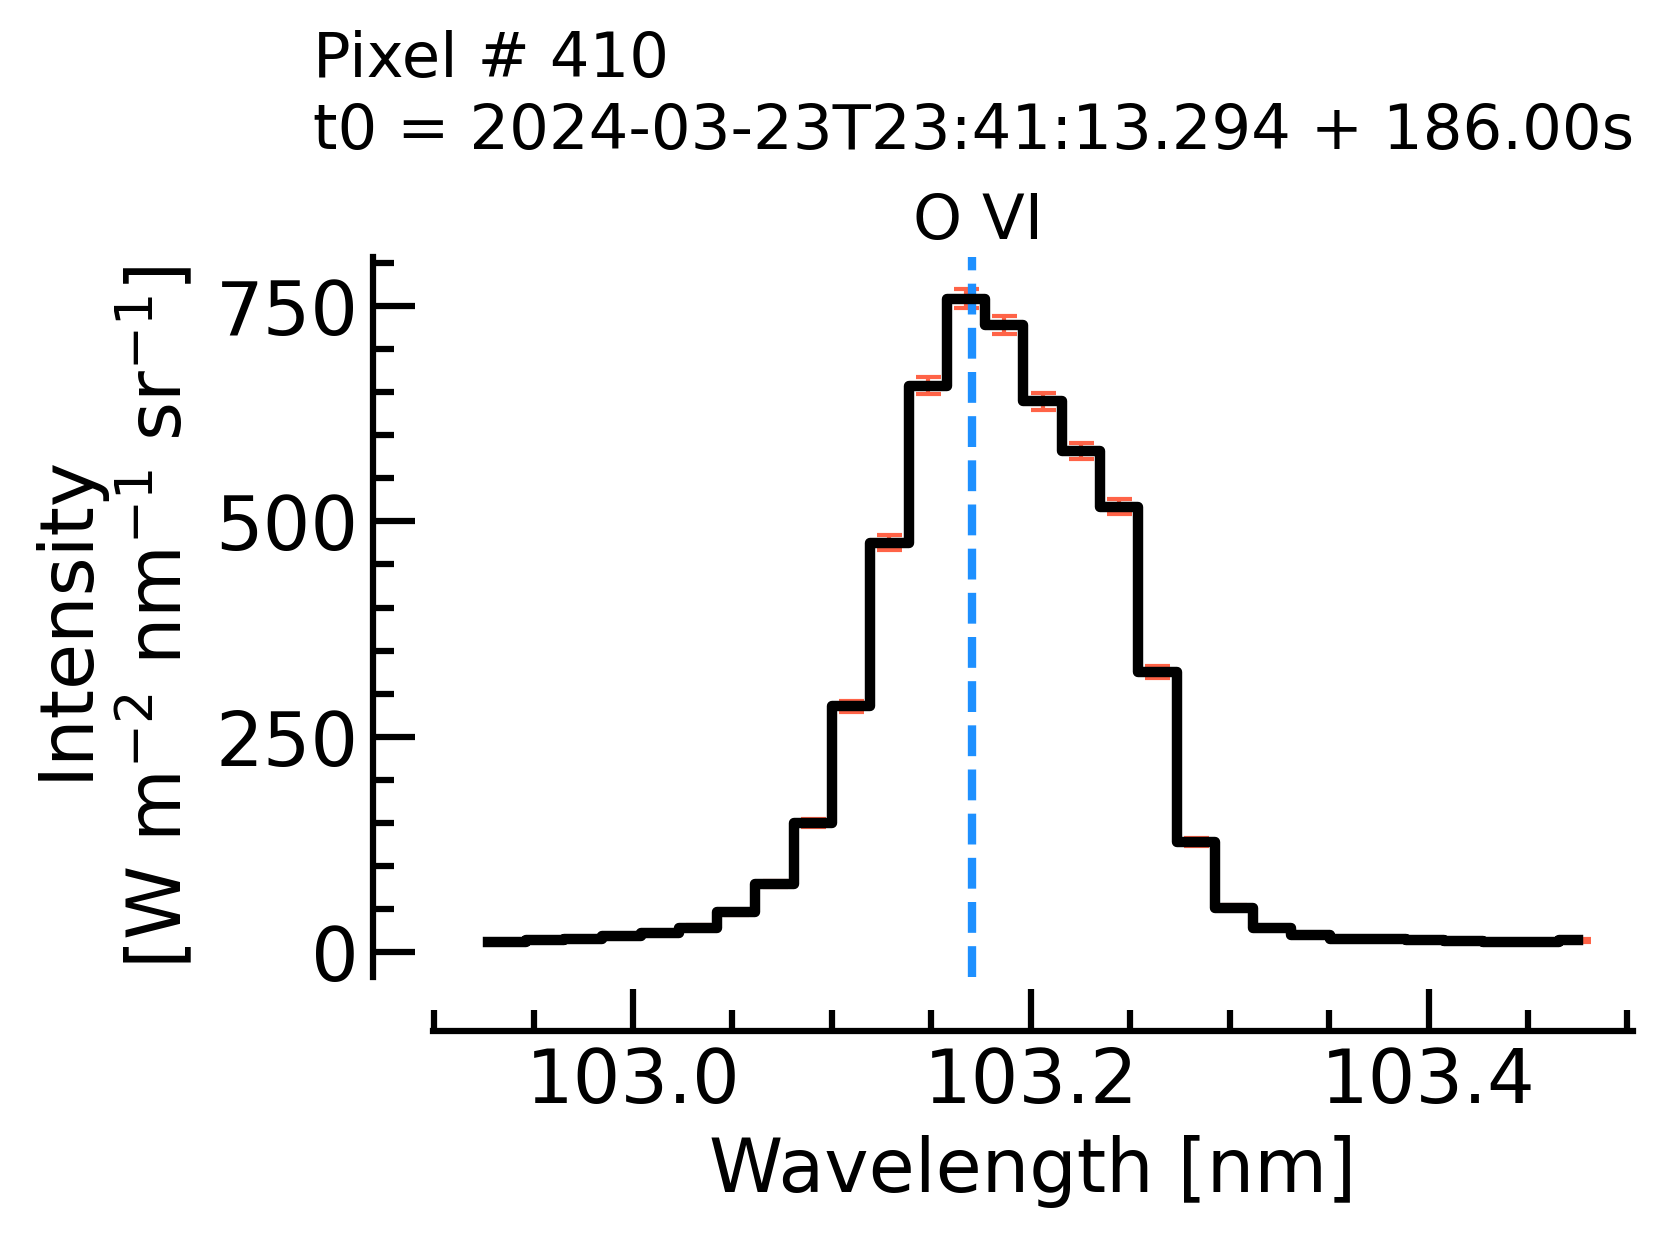 Pixel # 410
t0 = 2024-03-23T23:41:13.294 + 186.00s
O VI
Intensity
[W m⁻² nm⁻¹ sr⁻¹]
750
500
250
0
103.0 103.2 103.4
Wavelength [nm]